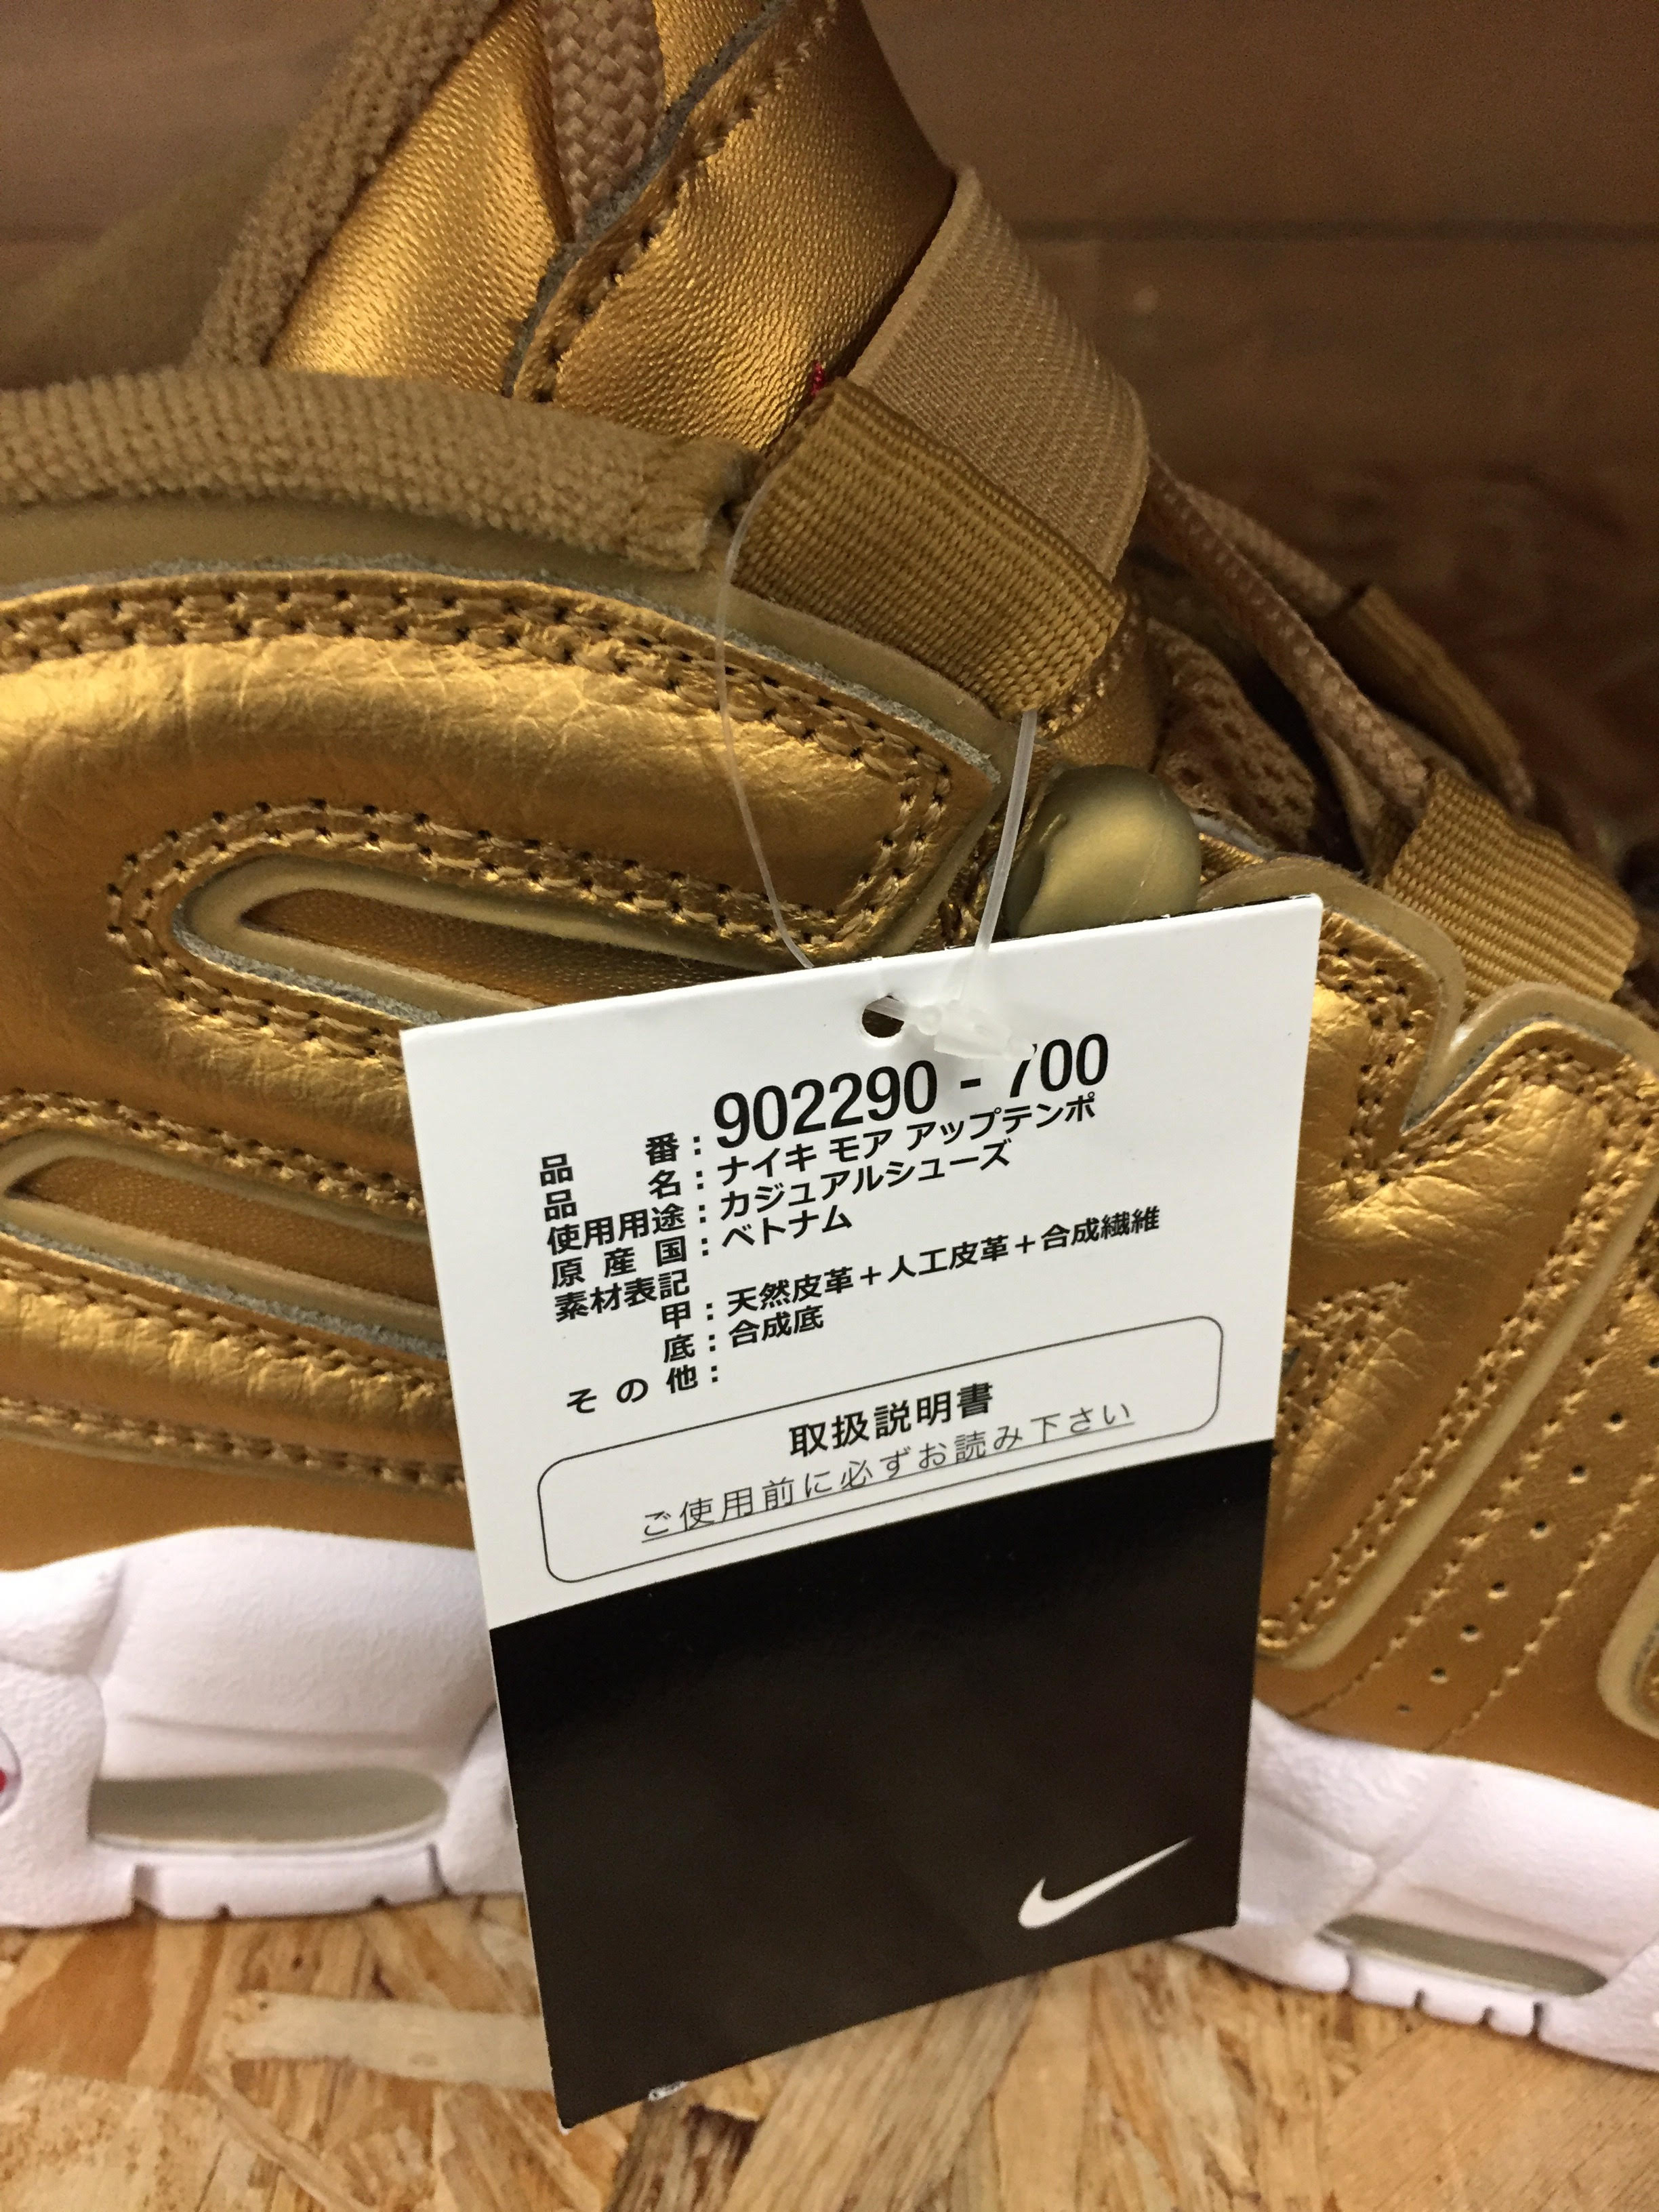 品番：902290-700
品名：ナイキ モア アップテンポ
使用用途：カジュアルシューズ
原産国：ベトナム
素材表記
甲：天然皮革＋人工皮革＋合成繊維
底：合成底
その他：
取扱説明書
ご使用前に必ずお読み下さい